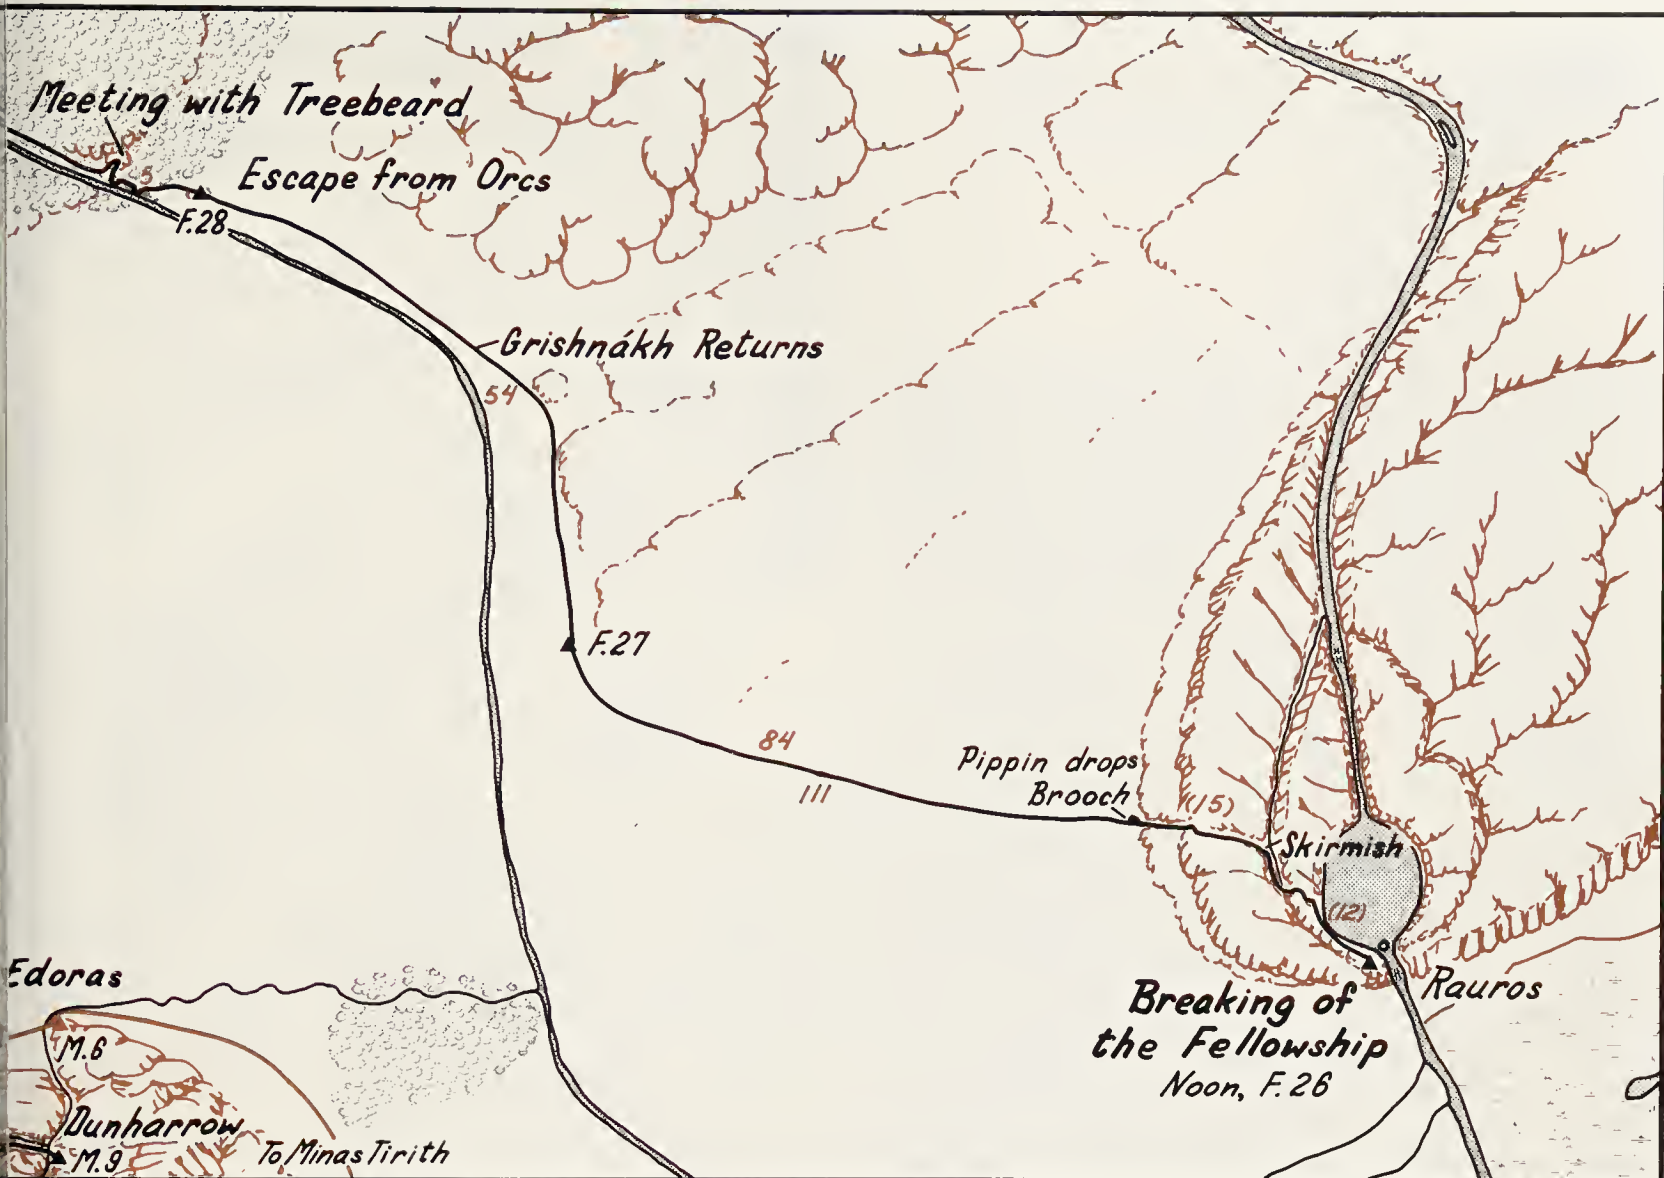 Meeting with Treebeard
5
Escape from Orcs
F.28
Grishnákh Returns
54
F.27
84
111
Pippin drops
Brooch
(15)
Skirmish
(12)
Edoras
Rauros
Breaking of
the Fellowship
Noon, F.26
M.6
Dunharrow
M.9
To Minas Tirith